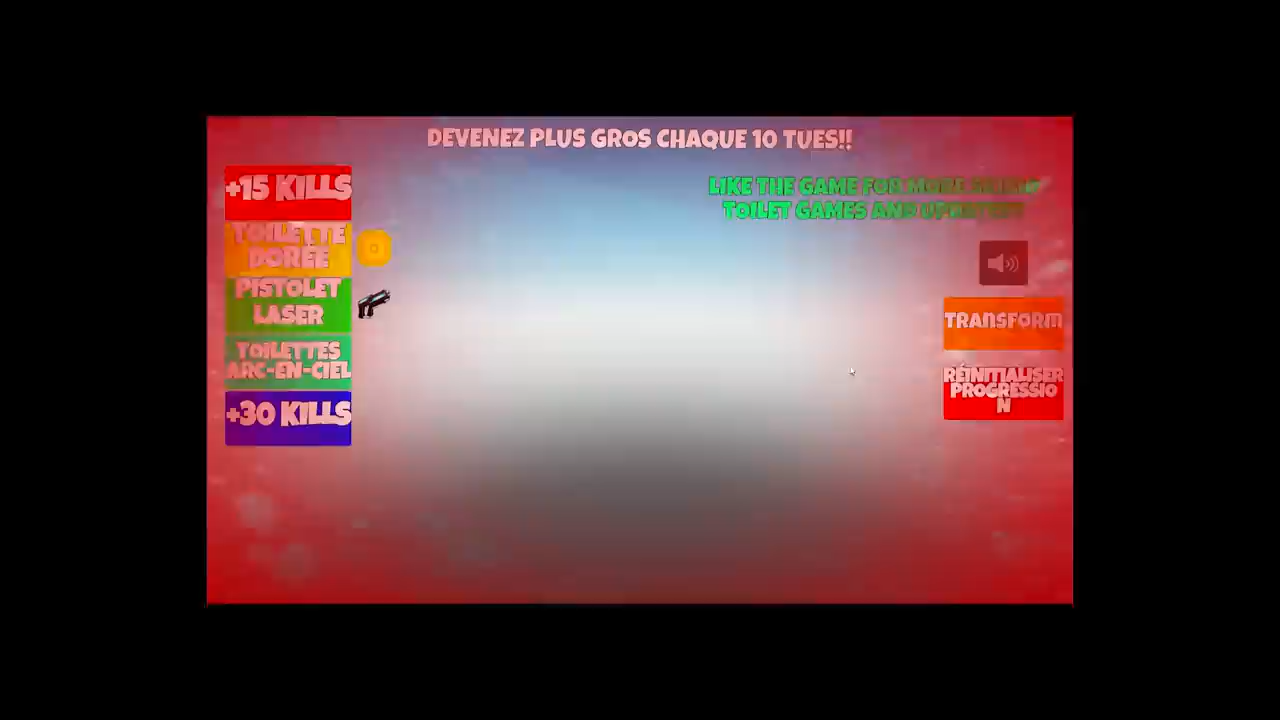 DEVENEZ PLUS GROS CHAQUE 10 TUES!!
+15 KILLS
TOILETTE
DORÉE
PISTOLET
LASER
TOILETTES
ARC-EN-CIEL
+30 KILLS
LIKE THE GAME FOR MORE
TOILET GAMES AND
TRANSFORM
RÉINITIALISER
PROGRESSIO
N